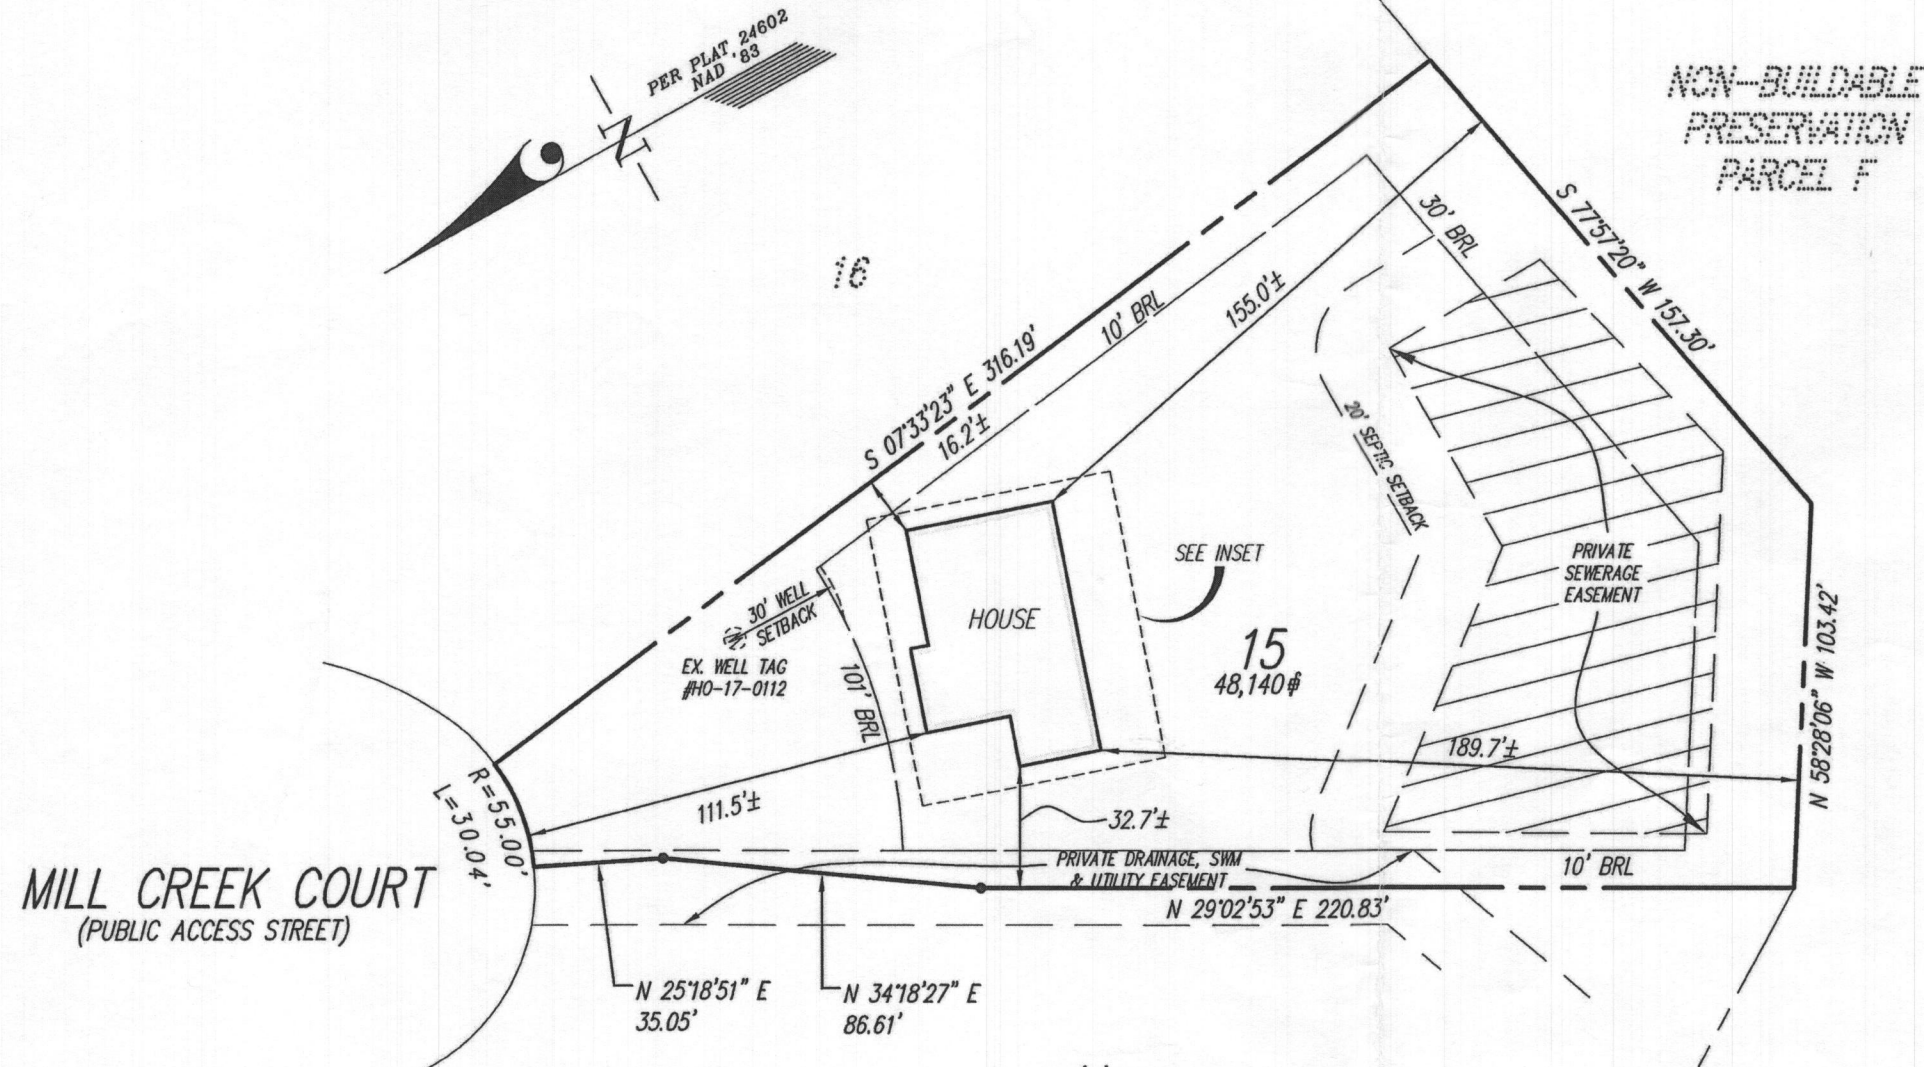 PER PLAT 24602
NAD '83
N
NON-BUILDABLE
PRESERVATION
PARCEL F
16
S 77°57'20" W 157.30'
30' BRL
10' BRL
155.0'±
S 07°33'23" E 316.19'
16.2'±
20' SEPTIC SETBACK
SEE INSET
PRIVATE
SEWERAGE
EASEMENT
HOUSE
30' WELL
SETBACK
EX. WELL TAG
#HO-17-0112
101' BRL
15
48,140
N 58°28'06" W 103.42'
189.7'±
R=55.00'
L=30.04'
111.5'±
32.7'±
MILL CREEK COURT
(PUBLIC ACCESS STREET)
PRIVATE DRAINAGE, SWM
& UTILITY EASEMENT
10' BRL
N 29°02'53" E 220.83'
N 25°18'51" E
35.05'
N 34°18'27" E
86.61'